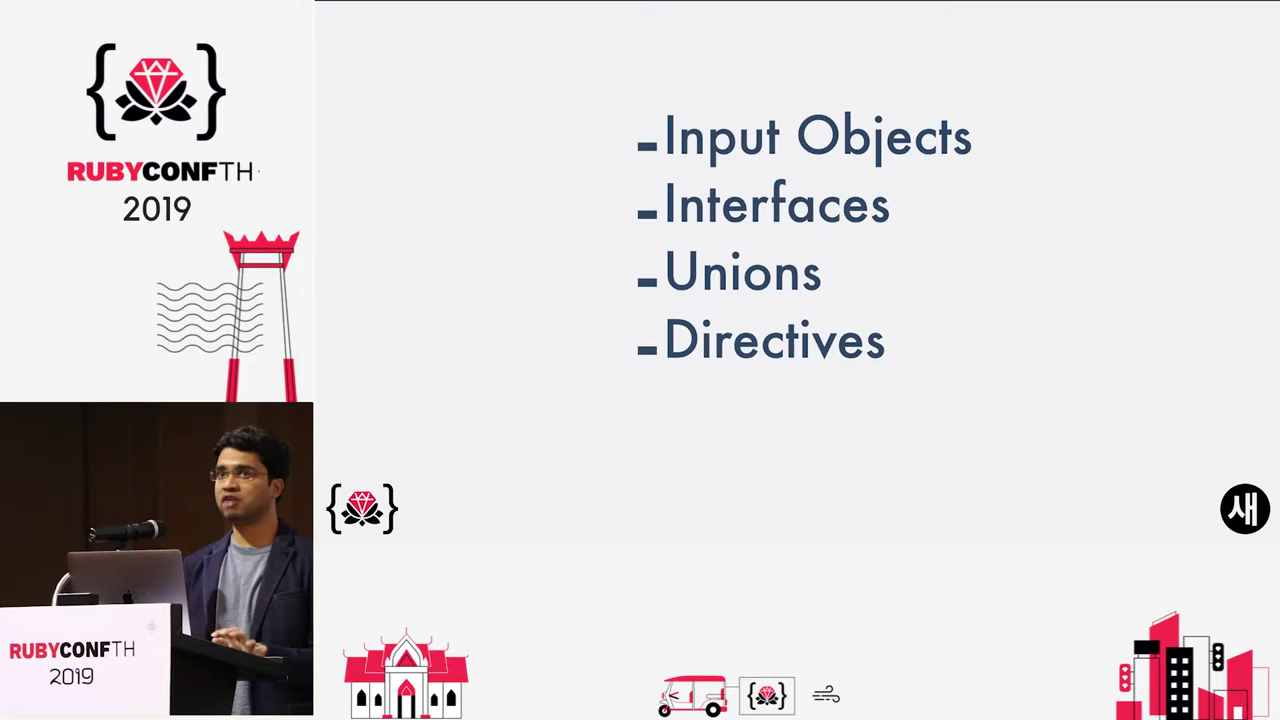 RUBYCONFTH
2019
-Input Objects
-Interfaces
-Unions
-Directives
새
RUBYCONFTH
2019